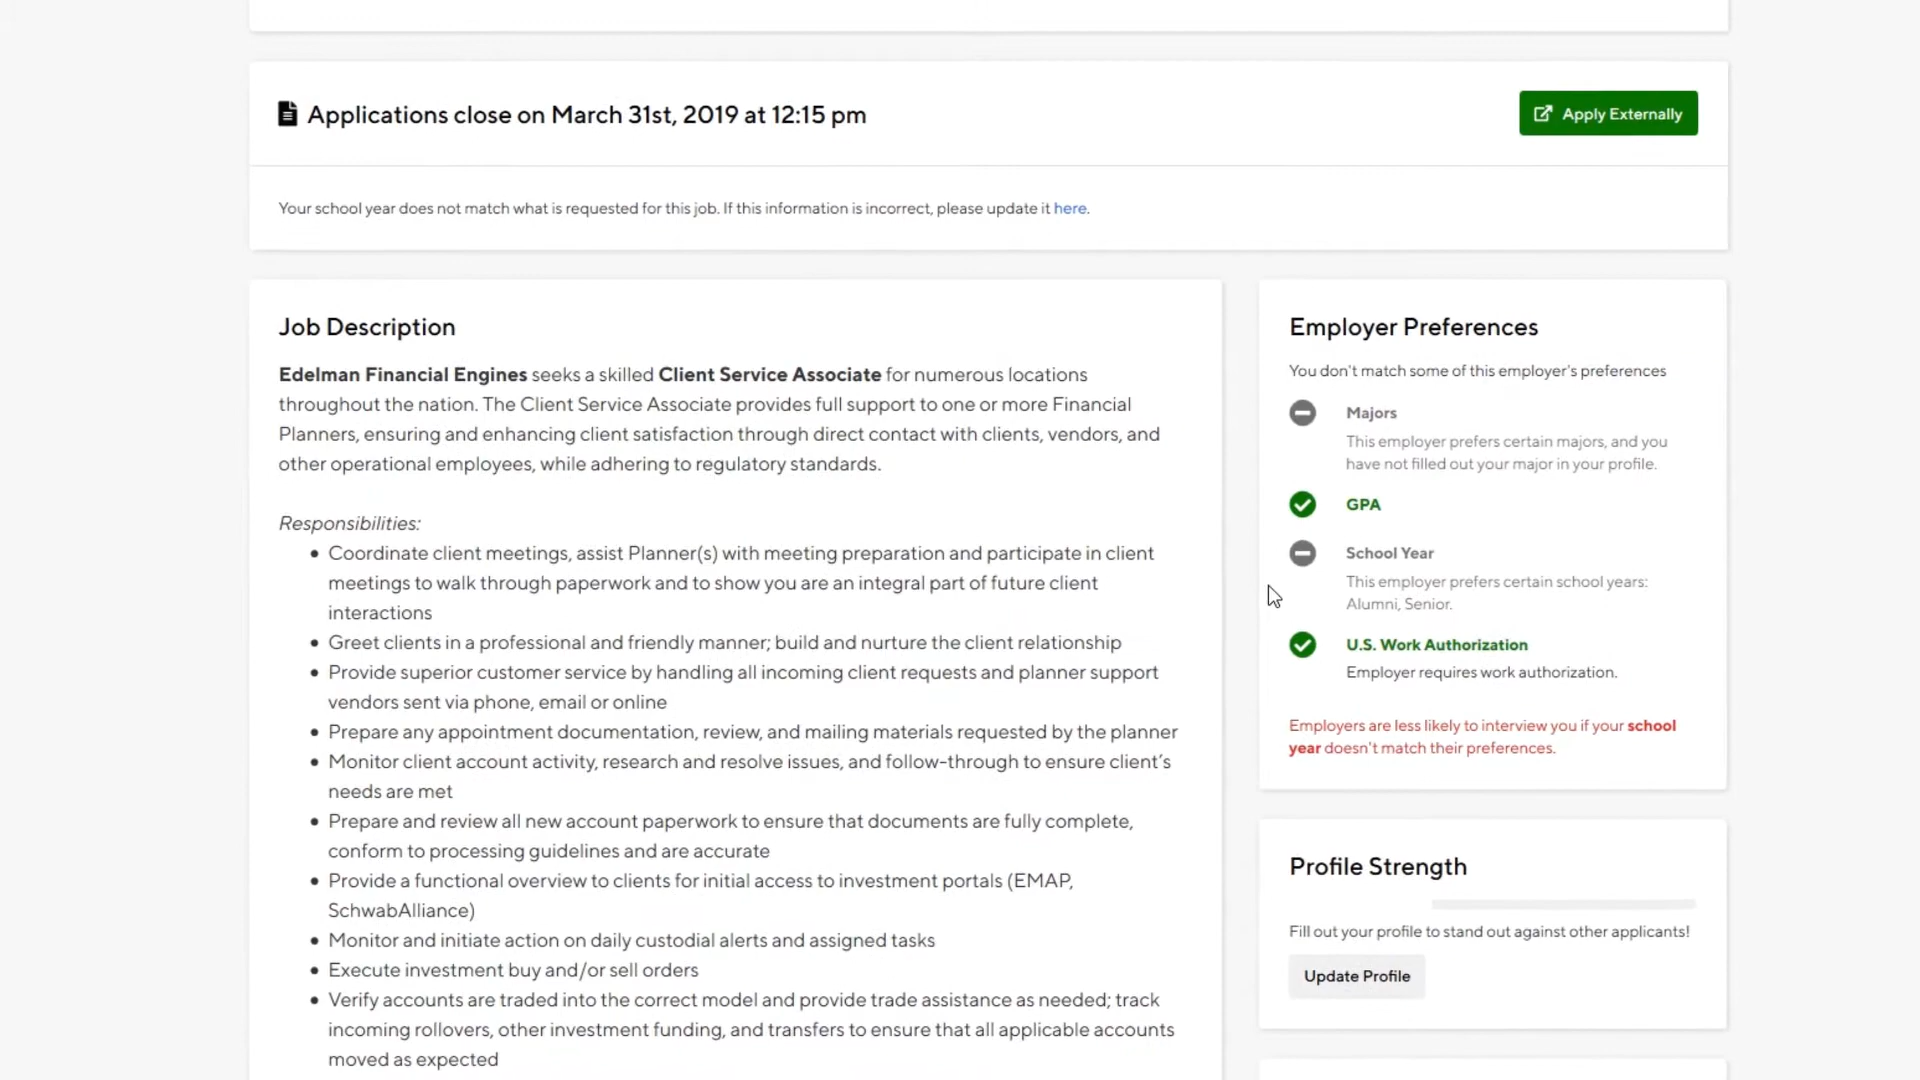 Applications close on March 31st, 2019 at 12:15 pm
Apply Externally
Your school year does not match what is requested for this job. If this information is incorrect, please update it here.
Job Description
Edelman Financial Engines seeks a skilled Client Service Associate for numerous locations
throughout the nation. The Client Service Associate provides full support to one or more Financial
Planners, ensuring and enhancing client satisfaction through direct contact with clients, vendors, and
other operational employees, while adhering to regulatory standards.
Responsibilities:
• Coordinate client meetings, assist Planner(s) with meeting preparation and participate in client
meetings to walk through paperwork and to show you are an integral part of future client
interactions
• Greet clients in a professional and friendly manner; build and nurture the client relationship
• Provide superior customer service by handling all incoming client requests and planner support
vendors sent via phone, email or online
• Prepare any appointment documentation, review, and mailing materials requested by the planner
• Monitor client account activity, research and resolve issues, and follow-through to ensure client's
needs are met
• Prepare and review all new account paperwork to ensure that documents are fully complete,
conform to processing guidelines and are accurate
• Provide a functional overview to clients for initial access to investment portals (EMAP,
SchwabAlliance)
• Monitor and initiate action on daily custodial alerts and assigned tasks
• Execute investment buy and/or sell orders
• Verify accounts are traded into the correct model and provide trade assistance as needed; track
incoming rollovers, other investment funding, and transfers to ensure that all applicable accounts
moved as expected
Employer Preferences
You don't match some of this employer's preferences
Majors
This employer prefers certain majors, and you
have not filled out your major in your profile.
GPA
School Year
This employer prefers certain school years:
Alumni, Senior.
U.S. Work Authorization
Employer requires work authorization.
Employers are less likely to interview you if your school
year doesn't match their preferences.
Profile Strength
Fill out your profile to stand out against other applicants!
Update Profile